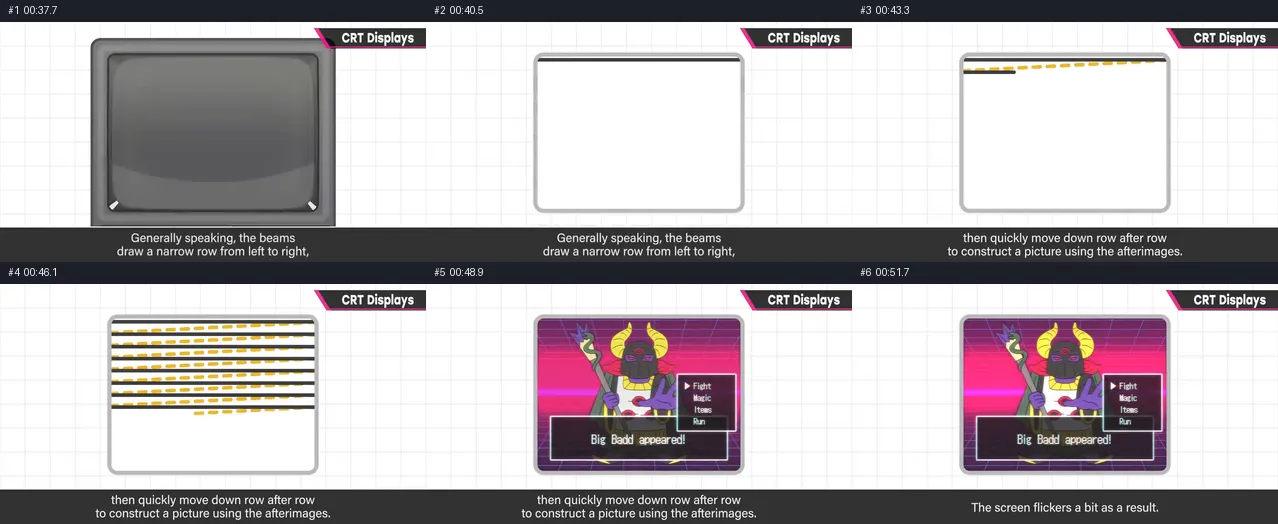 #1 00:37.7
CRT Displays
Generally speaking, the beams
draw a narrow row from left to right,
#2 00:40.5
CRT Displays
Generally speaking, the beams
draw a narrow row from left to right,
#3 00:43.3
CRT Displays
then quickly move down row after row
to construct a picture using the afterimages.
#4 00:46.1
CRT Displays
then quickly move down row after row
to construct a picture using the afterimages.
#5 00:48.9
CRT Displays
Fight
Magic
Items
Run
Big Badd appeared!
then quickly move down row after row
to construct a picture using the afterimages.
#6 00:51.7
CRT Displays
Fight
Magic
Items
Run
Big Badd appeared!
The screen flickers a bit as a result.